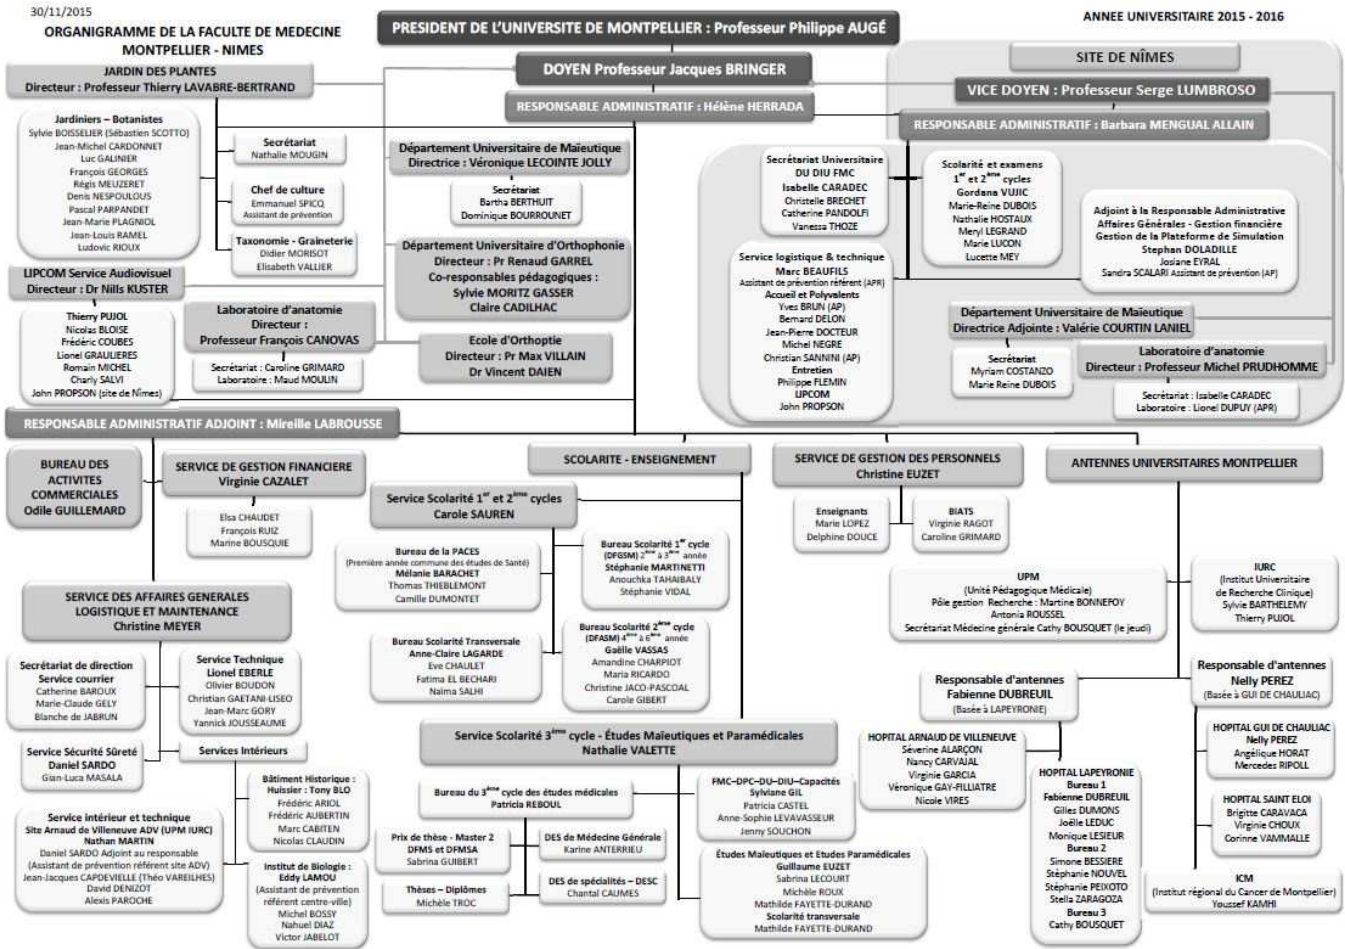 30/11/2015
ORGANIGRAMME DE LA FACULTE DE MEDECINE
MONTPELLIER - NIMES
PRESIDENT DE L'UNIVERSITE DE MONTPELLIER : Professeur Philippe AUGÉ
ANNEE UNIVERSITAIRE 2015 - 2016
DOYEN Professeur Jacques BRINGER
RESPONSABLE ADMINISTRATIF : Hélène HERRADA
SITE DE NÎMES
VICE DOYEN : Professeur Serge LUMBROSO
RESPONSABLE ADMINISTRATIF : Barbara MENGUAL ALLAIN
JARDIN DES PLANTES
Directeur : Professeur Thierry LAVABRE-BERTRAND
Jardiniers – Botanistes
Sylvie BOISSELIER (Sébastien SCOTTO)
Jean-Michel CARDONNET
Luc GALINIER
François GEORGES
Régis MEUZERET
Denis NESPOULOUS
Pascal PARPANDET
Jean-Marie PLAGNIOL
Jean-Louis RAMEL
Ludovic RIOUX
Secrétariat
Nathalie MOUGIN
Chef de culture
Emmanuel SPICQ
Assistant de prévention
Taxonomie - Graineterie
Didier MORISOT
Elisabeth VALLIER
Département Universitaire de Maïeutique
Directrice : Véronique LECOINTE JOLLY
Secrétariat
Bartha BERTHUIT
Dominique BOURROUNET
Département Universitaire d'Orthophonie
Directeur : Pr Renaud GARREL
Co-responsables pédagogiques :
Sylvie MORITZ GASSER
Claire CADILHAC
Ecole d'Orthoptie
Directeur : Pr Max VILLAIN
Dr Vincent DAIEN
UPCOM Service Audiovisuel
Directeur : Dr Nills KUSTER
Thierry PUJOL
Nicolas BLOISE
Frédéric COUBES
Lionel GRAULIERES
Romain MICHEL
Charly SALVI
John PROPSON (site de Nîmes)
Laboratoire d'anatomie
Directeur :
Professeur François CANOVAS
Secrétariat : Caroline GRIMARD
Laboratoire : Maud MOULIN
Secrétariat Universitaire
DU DIU FMC
Isabelle CARADEC
Christelle BRECHET
Catherine PANDOLFI
Vanessa THOZE
Scolarité et examens
1er et 2ème cycles
Gordana VUJIC
Marie-Reine DUBOIS
Nathalie HOSTAUX
Meryl LEGRAND
Marie LUCON
Lucette MEY
Adjoint à la Responsable Administrative
Affaires Générales - Gestion financière
Gestion de la Plateforme de Simulation
Stephan DOLADILLE
Josiane EYRAL
Sandra SCALARI Assistant de prévention (AP)
Service logistique & technique
Marc BEAUFILS
Assistant de prévention référent (APR)
Accueil et Polyvalents
Yves BRUN (AP)
Bernard DELON
Jean-Pierre DOCTEUR
Michel NEGRE
Christian SANNINI (AP)
Entretien
Philippe FLEMIN
UPCOM
John PROPSON
Département Universitaire de Maïeutique
Directrice Adjointe : Valérie COURTIN LANIEL
Secrétariat
Myriam COSTANZO
Marie Reine DUBOIS
Laboratoire d'anatomie
Directeur : Professeur Michel PRUDHOMME
Secrétariat : Isabelle CARADEC
Laboratoire : Lionel DUPUY (APR)
RESPONSABLE ADMINISTRATIF ADJOINT : Mireille LABROUSSE
BUREAU DES
ACTIVITES
COMMERCIALES
Odile GUILLEMARD
SERVICE DE GESTION FINANCIERE
Virginie CAZALET
Elsa CHAUDET
François RUIZ
Marine BOUSQUIE
SERVICE DES AFFAIRES GENERALES
LOGISTIQUE ET MAINTENANCE
Christine MEYER
Secrétariat de direction
Service courrier
Catherine BAROUX
Marie-Claude GELY
Blanche de JABRUN
Service Technique
Lionel EBERLE
Olivier BOUDON
Christian GAETANI-LISEO
Jean-Marc GORY
Yannick JOUSSEAUME
Service Sécurité Sûreté
Daniel SARDO
Gian-Luca MASALA
Services Intérieurs
Bâtiment Historique :
Huissier : Tony BLO
Frédéric ARIOL
Frédéric AUBERTIN
Marc CABITEN
Nicolas CLAUDIN
Service intérieur et technique
Site Arnaud de Villeneuve ADV (UPM IURC)
Nathan MARTIN
Daniel SARDO Adjoint au responsable
(Assistant de prévention référent site ADV)
Jean-Jacques CAPDEVIELLE (Théo VAREILHES)
David DENIZOT
Alexis PAROCHE
Institut de Biologie :
Eddy LAMOU
(Assistant de prévention
référent centre-ville)
Michel BOSSY
Nahuel DIAZ
Victor JABELOT
SCOLARITE - ENSEIGNEMENT
Service Scolarité 1er et 2ème cycles
Carole SAUREN
Bureau de la PACES
(Première année commune des études de Santé)
Mélanie BARACHET
Thomas THIEBLEMONT
Camille DUMONTET
Bureau Scolarité 1er cycle
(DFGSM) 2ème à 3ème année
Stéphanie MARTINETTI
Anouchka TAHAIBALY
Stéphanie VIDAL
Bureau Scolarité Transversale
Anne-Claire LAGARDE
Eve CHAULET
Fatima EL BECHARI
Naïma SALHI
Bureau Scolarité 2ème cycle
(DFASM) 4ème à 6ème année
Gaëlle VASSAS
Amandine CHARPIOT
Maria RICARDO
Christine JACO-PASCOAL
Carole GIBERT
Service Scolarité 3ème cycle - Études Maïeutiques et Paramédicales
Nathalie VALETTE
Bureau du 3ème cycle des études médicales
Patricia REBOUL
Prix de thèse - Master 2
DFMS et DFMSA
Sabrina GUIBERT
DES de Médecine Générale
Karine ANTERRIEU
Thèses – Diplômes
Michèle TROC
DES de spécialités – DESC
Chantal CAUMES
FMC–DPC–DU–DIU–Capacités
Sylviane GIL
Patricia CASTEL
Anne-Sophie LEVAVASSEUR
Jenny SOUCHON
Études Maïeutiques et Etudes Paramédicales
Guillaume EUZET
Sabrina LECOURT
Michèle ROUX
Mathilde FAYETTE-DURAND
Scolarité transversale
Mathilde FAYETTE-DURAND
SERVICE DE GESTION DES PERSONNELS
Christine EUZET
Enseignants
Marie LOPEZ
Delphine DOUCE
BIATS
Virginie RAGOT
Caroline GRIMARD
ANTENNES UNIVERSITAIRES MONTPELLIER
UPM
(Unité Pédagogique Médicale)
Pôle gestion Recherche : Martine BONNEFOY
Antonia ROUSSEL
Secrétariat Médecine générale Cathy BOUSQUET (le jeudi)
IURC
(Institut Universitaire
de Recherche Clinique)
Sylvie BARTHELEMY
Thierry PUJOL
Responsable d'antennes
Fabienne DUBREUIL
(Basée à LAPEYRONIE)
Responsable d'antennes
Nelly PEREZ
(Basée à GUI DE CHAULIAC)
HOPITAL ARNAUD DE VILLENEUVE
Séverine ALARÇON
Nancy CARVAJAL
Virginie GARCIA
Véronique GAY-FILLIATRE
Nicole VIRES
HOPITAL LAPEYRONIE
Bureau 1
Fabienne DUBREUIL
Gilles DUMONS
Joëlle LEDUC
Monique LESIEUR
Bureau 2
Simone BESSIERE
Stéphanie NOUVEL
Stéphanie PEIXOTO
Stella ZARAGOZA
Bureau 3
Cathy BOUSQUET
HOPITAL GUI DE CHAULIAC
Nelly PEREZ
Angélique HORAT
Mercedes RIPOLL
HOPITAL SAINT ELOI
Brigitte CARAVACA
Virginie CHOUX
Corinne VAMMALLE
ICM
(Institut régional du Cancer de Montpellier)
Youssef KAMHI